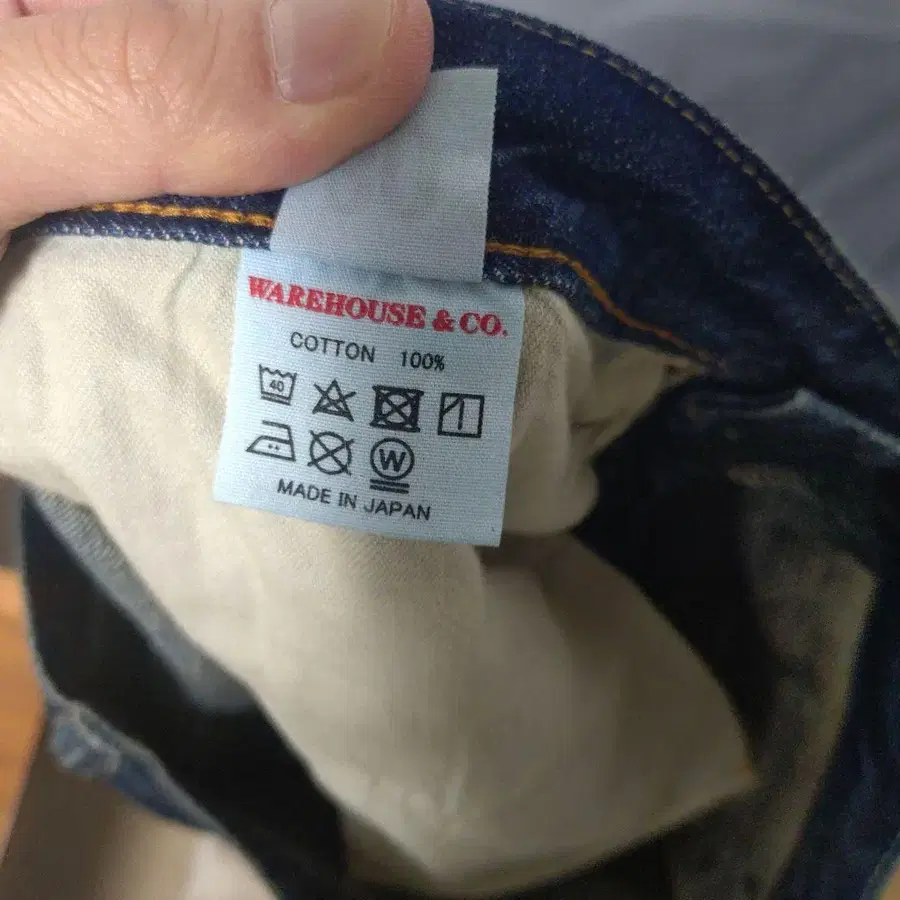 WAREHOUSE & CO.
COTTON 100%
40
W
MADE IN JAPAN